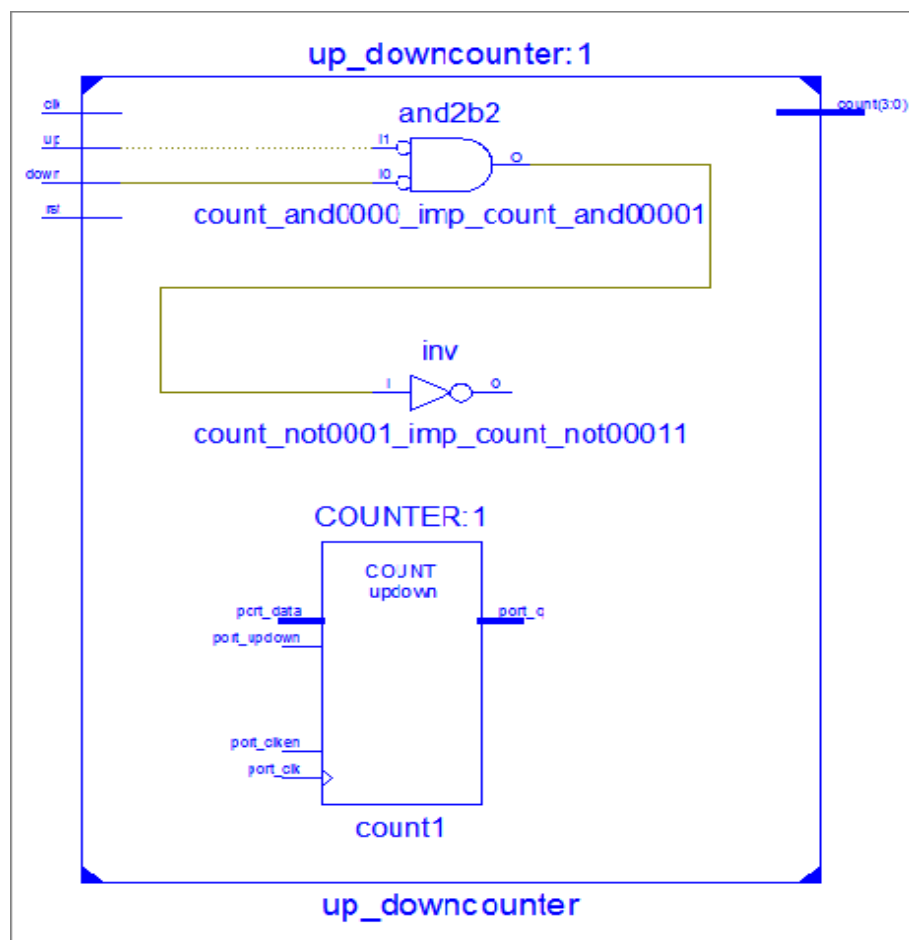 up_downcounter:1
clk
up
down
rst
count(3:0)
and2b2
I1
I0
O
count_and0000_imp_count_and00001
inv
I
O
count_not0001_imp_count_not00011
COUNTER:1
COUNT
updown
port_data
port_updown
port_clken
port_clk
port_q
count1
up_downcounter